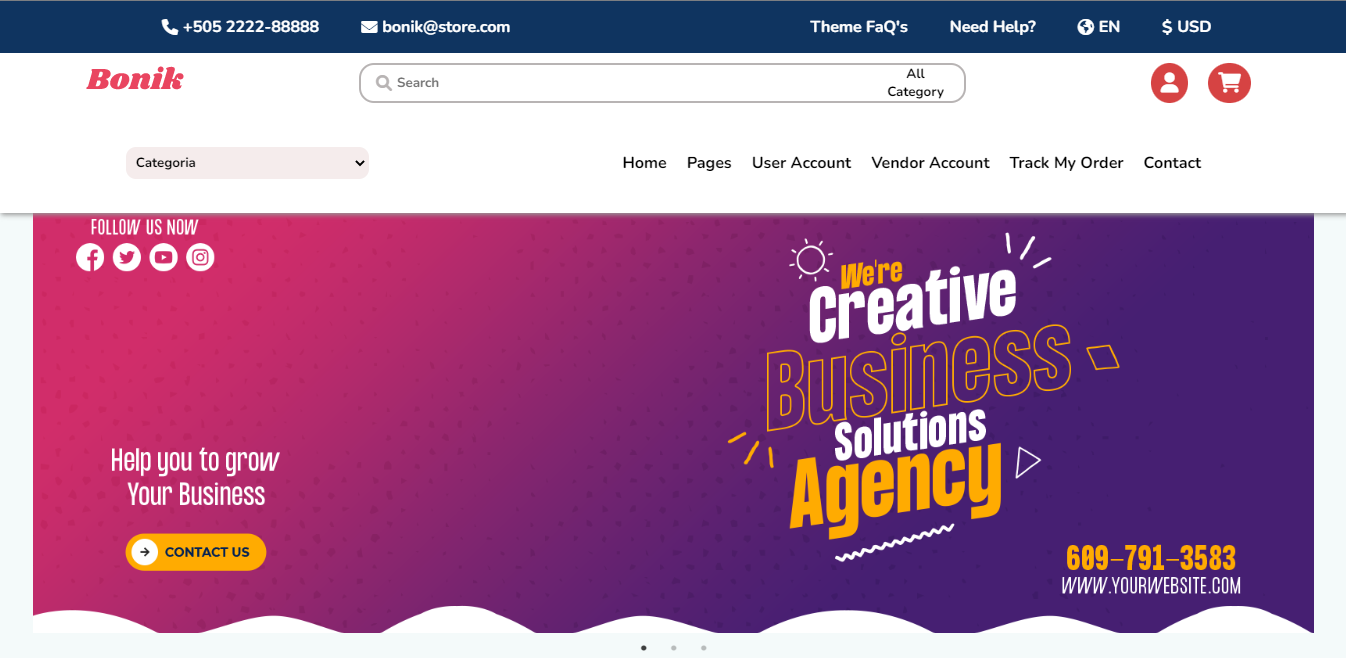 +505 2222-88888 bonik@store.com Theme FaQ's Need Help? EN $ USD
Bonik
Search
All
Category
Categoria
Home Pages User Account Vendor Account Track My Order Contact
FOLLOW US NOW
We're
Creative
Business
Solutions
Agency
Help you to grow
Your Business
CONTACT US
609-791-3583
WWW.YOURWEBSITE.COM